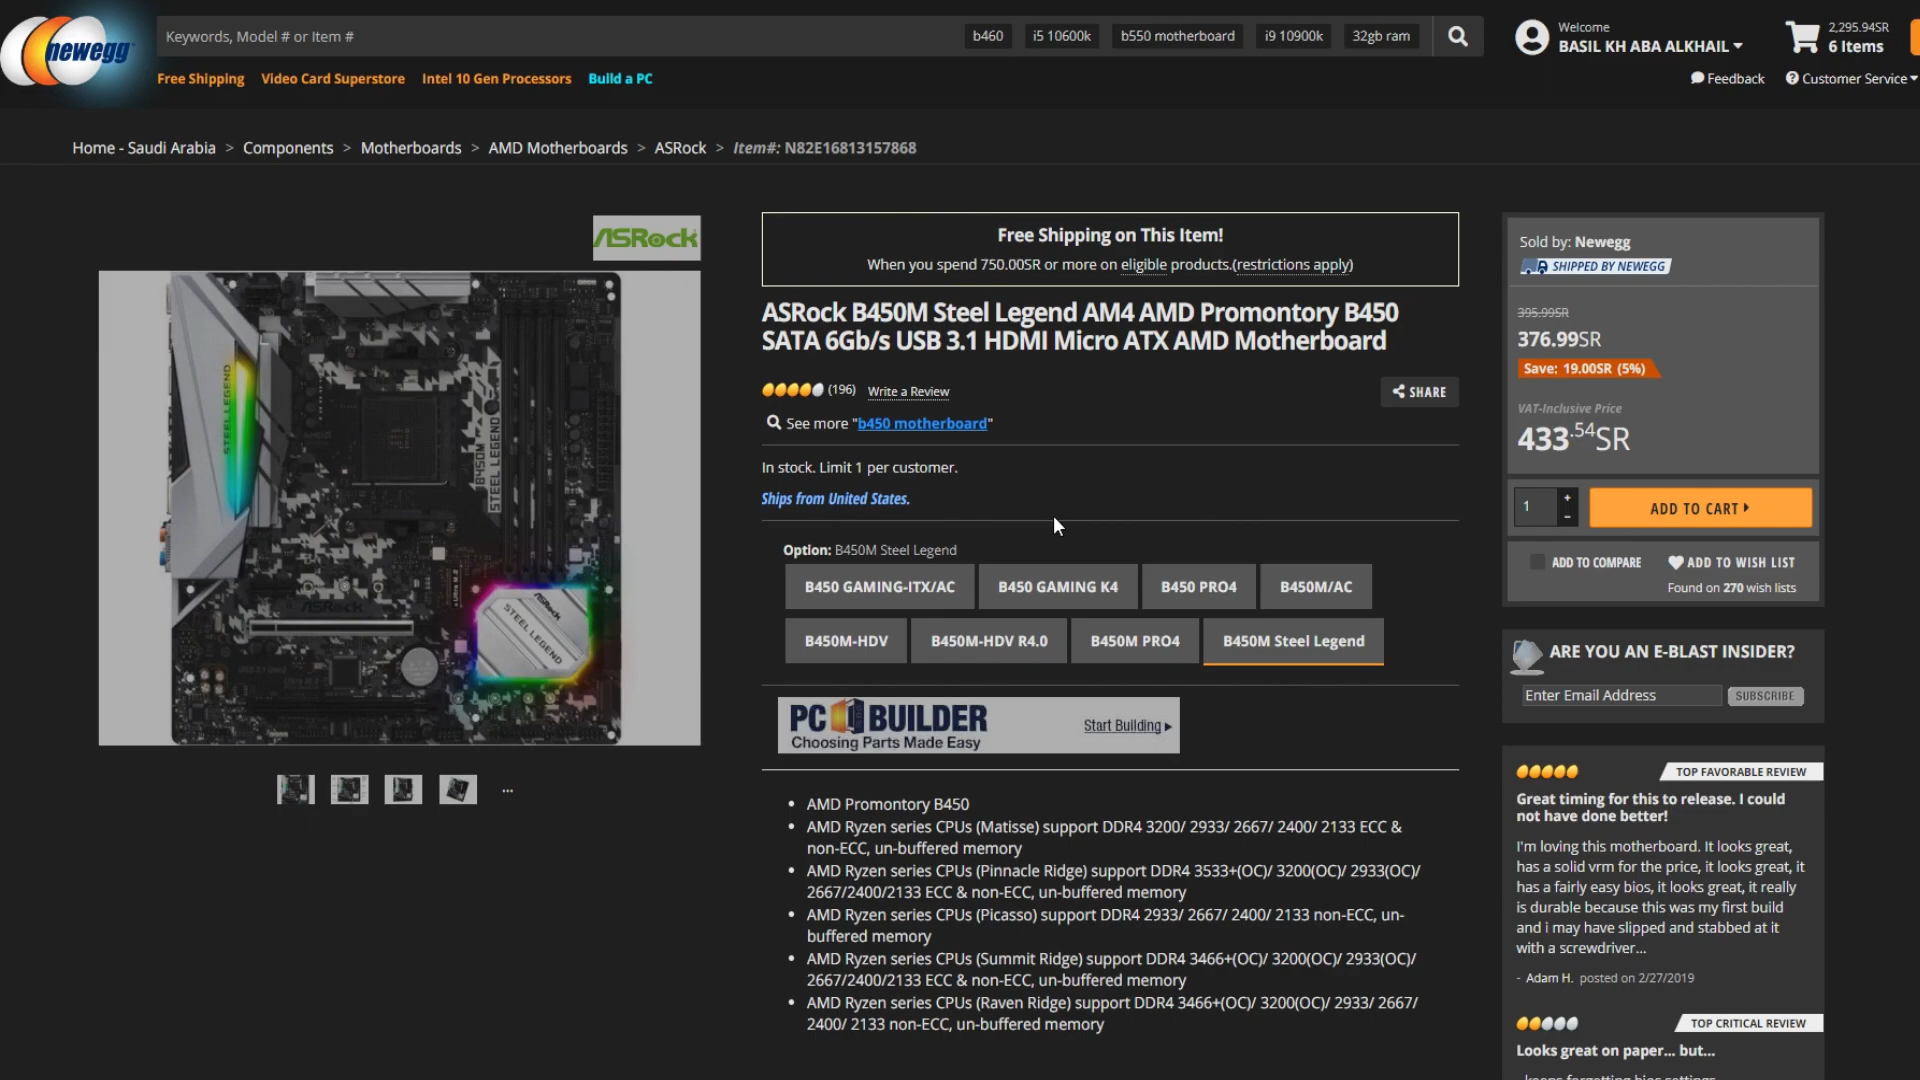 newegg
Keywords, Model # or Item #
b460
i5 10600k
b550 motherboard
i9 10900k
32gb ram
Welcome
BASIL KH ABA ALKHAIL
2,295.94SR
6 Items
Free Shipping
Video Card Superstore
Intel 10 Gen Processors
Build a PC
Feedback
Customer Service
Home - Saudi Arabia > Components > Motherboards > AMD Motherboards > ASRock > Item#: N82E16813157868
ASRock
STEEL LEGEND
B450M
STEEL LEGEND
ASRock
ASRock
STEEL LEGEND
...
Free Shipping on This Item!
When you spend 750.00SR or more on eligible products.(restrictions apply)
ASRock B450M Steel Legend AM4 AMD Promontory B450
SATA 6Gb/s USB 3.1 HDMI Micro ATX AMD Motherboard
(196) Write a Review
SHARE
See more "b450 motherboard"
In stock. Limit 1 per customer.
Ships from United States.
Option: B450M Steel Legend
B450 GAMING-ITX/AC
B450 GAMING K4
B450 PRO4
B450M/AC
B450M-HDV
B450M-HDV R4.0
B450M PRO4
B450M Steel Legend
PC BUILDER
Choosing Parts Made Easy
Start Building
• AMD Promontory B450
• AMD Ryzen series CPUs (Matisse) support DDR4 3200/ 2933/ 2667/ 2400/ 2133 ECC &
non-ECC, un-buffered memory
• AMD Ryzen series CPUs (Pinnacle Ridge) support DDR4 3533+(OC)/ 3200(OC)/ 2933(OC)/
2667/2400/2133 ECC & non-ECC, un-buffered memory
• AMD Ryzen series CPUs (Picasso) support DDR4 2933/ 2667/ 2400/ 2133 non-ECC, un-
buffered memory
• AMD Ryzen series CPUs (Summit Ridge) support DDR4 3466+(OC)/ 3200(OC)/ 2933(OC)/
2667/2400/2133 ECC & non-ECC, un-buffered memory
• AMD Ryzen series CPUs (Raven Ridge) support DDR4 3466+(OC)/ 3200(OC)/ 2933/ 2667/
2400/ 2133 non-ECC, un-buffered memory
Sold by: Newegg
SHIPPED BY NEWEGG
395.99SR
376.99SR
Save: 19.00SR (5%)
VAT-Inclusive Price
433.54SR
1
+
-
ADD TO CART
ADD TO COMPARE
ADD TO WISH LIST
Found on 270 wish lists
ARE YOU AN E-BLAST INSIDER?
Enter Email Address
SUBSCRIBE
TOP FAVORABLE REVIEW
Great timing for this to release. I could
not have done better!
I'm loving this motherboard. It looks great,
has a solid vrm for the price, it looks great, it
has a fairly easy bios, it looks great, it really
is durable because this was my first build
and i may have slipped and stabbed at it
with a screwdriver...
- Adam H. posted on 2/27/2019
TOP CRITICAL REVIEW
Looks great on paper... but...